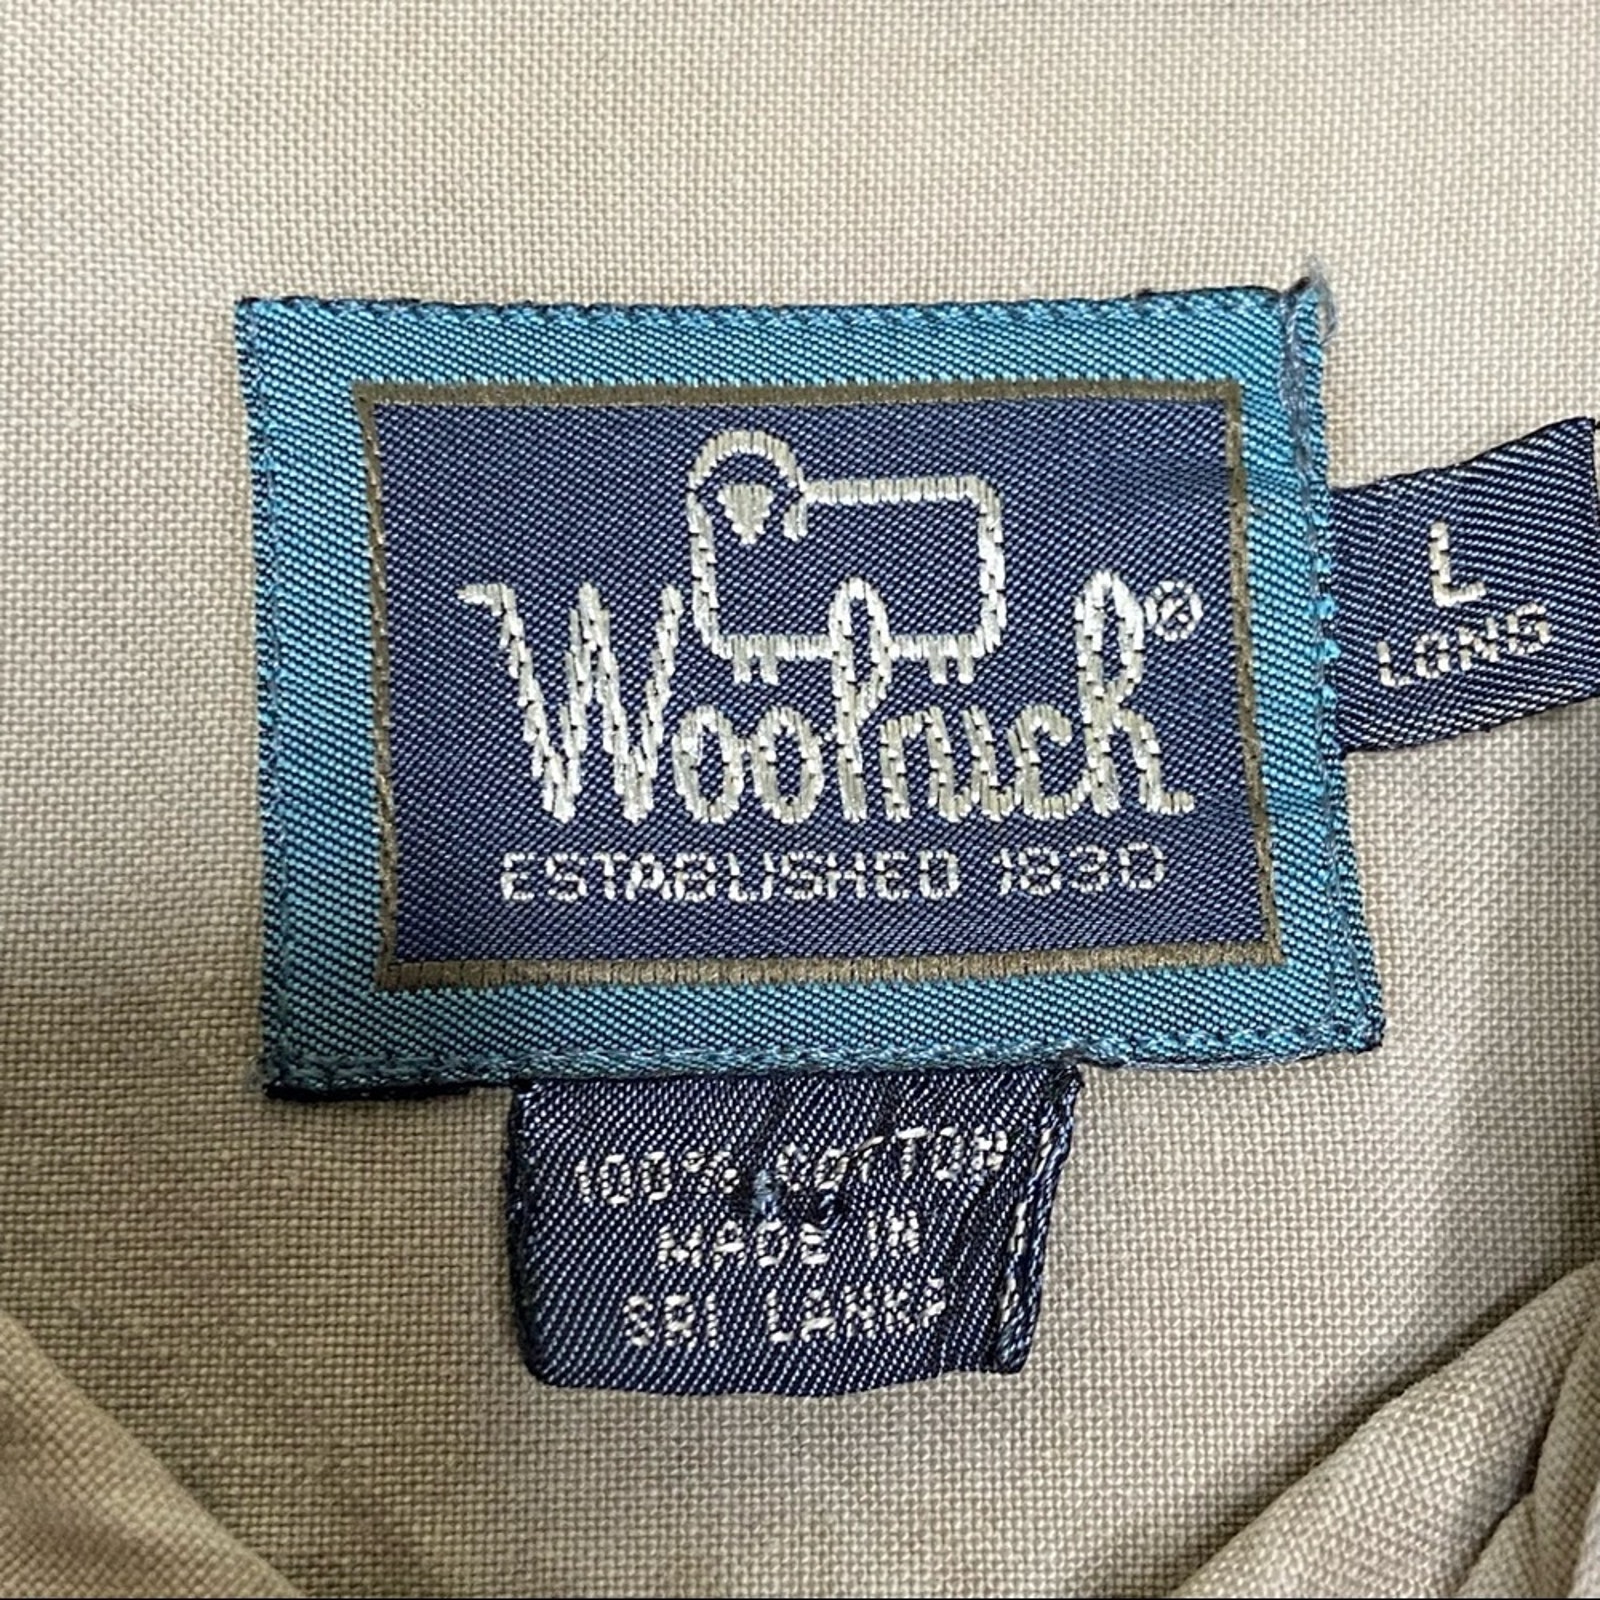 Woolrich®
ESTABLISHED 1830
L
LONG
100% COTTON
MADE IN
SRI LANKA